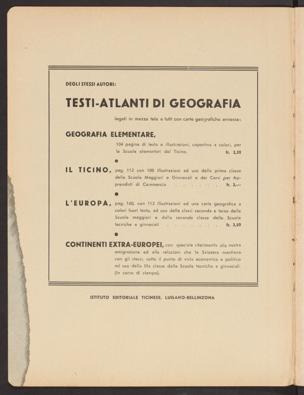 DEGLI STESSI AUTORI:
TESTI-ATLANTI DI GEOGRAFIA
legati in mezza tela e tutti con carte geografiche annesse:
GEOGRAFIA ELEMENTARE,
104 pagine di testo e illustrazioni, copertina a colori, per
le Scuole elementari del Ticino. fr. 2,20
IL TICINO, pag. 112 con 100 illustrazioni ad uso della prima classe
delle Scuole Maggiori e Ginnasiali e dei Corsi per Ap-
prendisti di Commercio fr. 3.—
L'EUROPA, pag. 160, con 112 illustrazioni ed una carta geografica a
colori fuori testo, ad uso delle classi seconda e terza delle
Scuole maggiori e della seconda classe delle Scuole
tecniche e ginnasiali fr. 3,50
CONTINENTI EXTRA-EUROPEI, con speciale riferimento alla nostra
emigrazione ed alle relazioni che la Svizzera mantiene
con gli stessi, sotto il punto di vista economico e politico
ad uso della IIIa classe delle Scuole tecniche e ginnasiali.
(In corso di stampa).
ISTITUTO EDITORIALE TICINESE, LUGANO-BELLINZONA